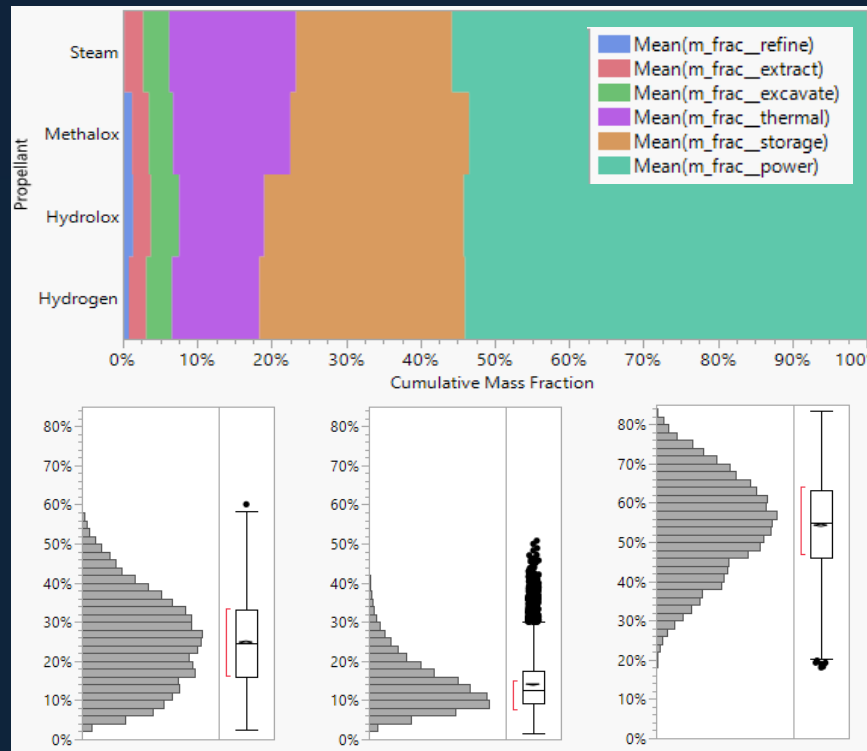 Steam
Methalox
Hydrolox
Hydrogen
Propellant
Mean(m_frac__refine)
Mean(m_frac__extract)
Mean(m_frac__excavate)
Mean(m_frac__thermal)
Mean(m_frac__storage)
Mean(m_frac__power)
0% 10% 20% 30% 40% 50% 60% 70% 80% 90% 100
Cumulative Mass Fraction
80%
70%
60%
50%
40%
30%
20%
10%
0%
80%
70%
60%
50%
40%
30%
20%
10%
0%
80%
70%
60%
50%
40%
30%
20%
10%
0%